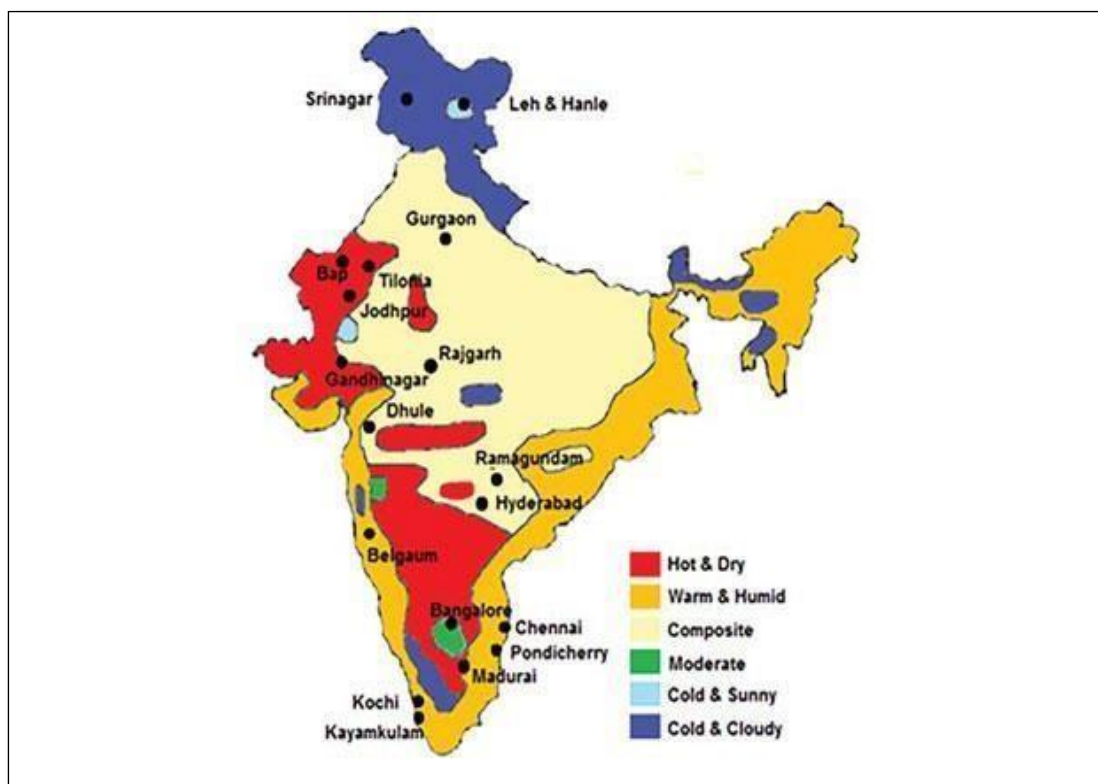 Srinagar
Leh & Hanle
Gurgaon
Bap
Tilonia
Jodhpur
Rajgarh
Gandhinagar
Dhule
Ramagundam
Hyderabad
Belgaum
Hot & Dry
Warm & Humid
Bangalore
Chennai
Composite
Pondicherry
Moderate
Madurai
Kochi
Cold & Sunny
Kayamkulam
Cold & Cloudy